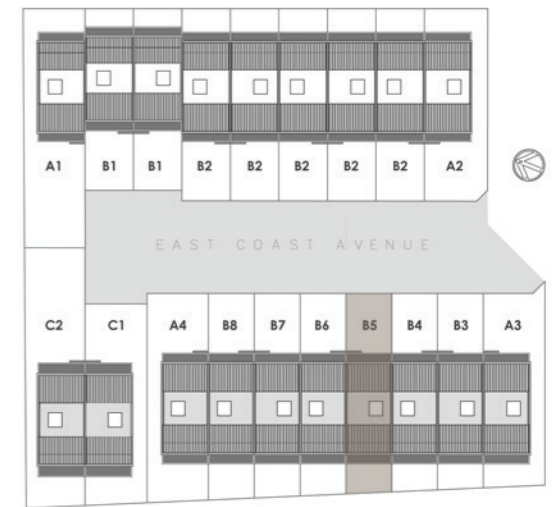 A1 B1 B1 B2 B2 B2 B2 B2 A2
EAST COAST AVENUE
C2 C1 A4 B8 B7 B6 B5 B4 B3 A3